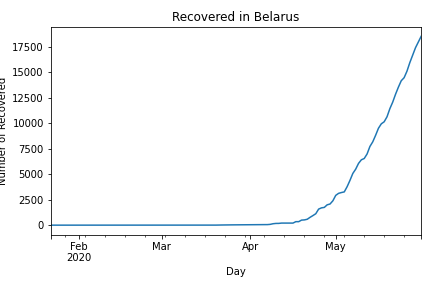 Recovered in Belarus
Number of Recovered
17500
15000
12500
10000
7500
5000
2500
0
Feb
2020
Mar
Apr
May
Day